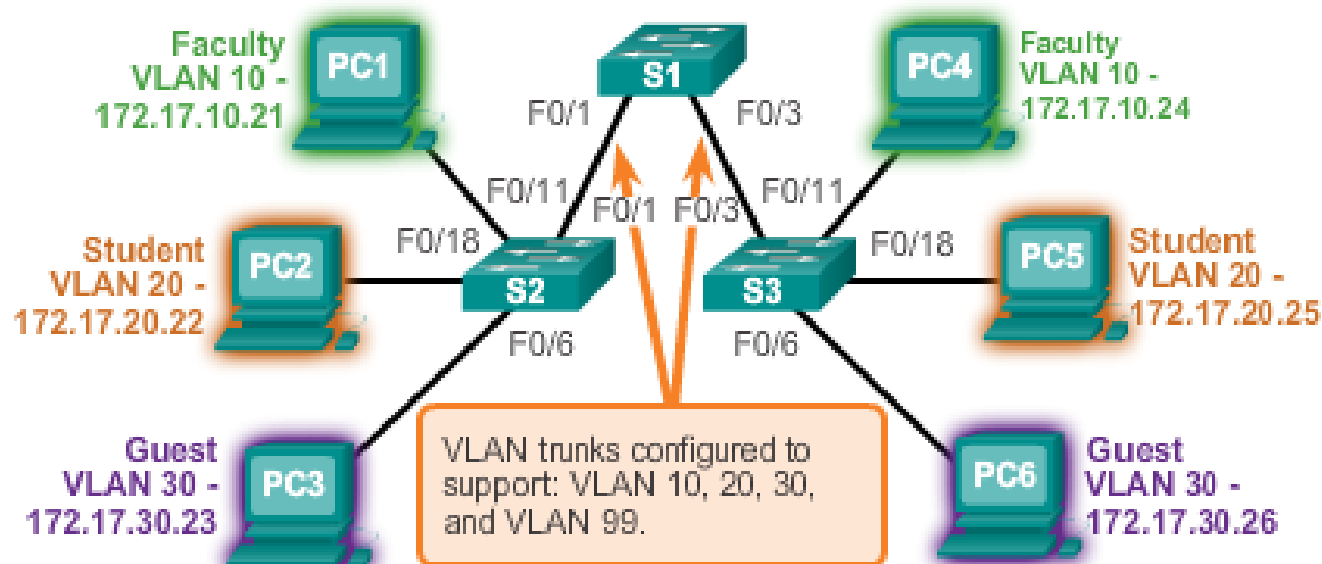 Faculty
VLAN 10 -
172.17.10.21
PC1
S1
F0/1
F0/3
PC4
Faculty
VLAN 10 -
172.17.10.24
F0/11
F0/1
F0/3
F0/11
Student
VLAN 20 -
172.17.20.22
PC2
F0/18
S2
S3
F0/18
PC5
Student
VLAN 20 -
172.17.20.25
F0/6
F0/6
Guest
VLAN 30 -
172.17.30.23
PC3
VLAN trunks configured to
support: VLAN 10, 20, 30,
and VLAN 99.
PC6
Guest
VLAN 30 -
172.17.30.26